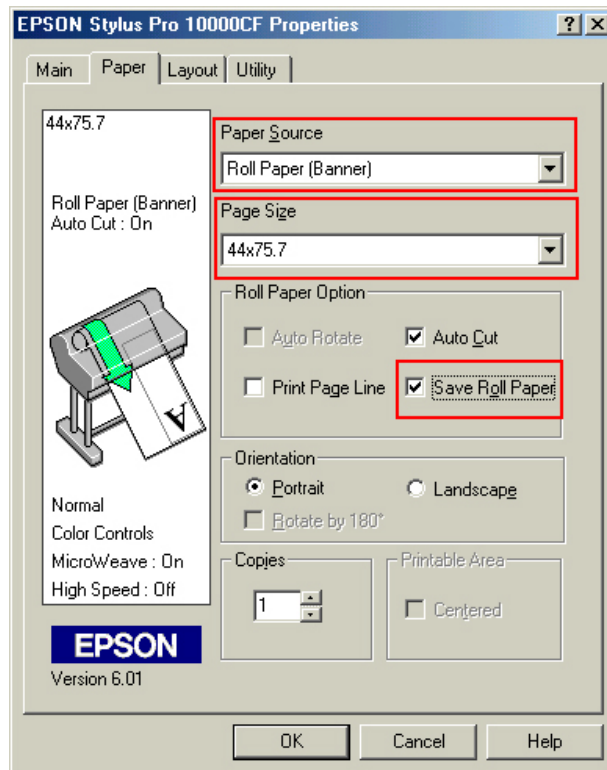 EPSON Stylus Pro 10000CF Properties
Main Paper Layout Utility
44x75.7
Roll Paper (Banner)
Auto Cut : On
A
Normal
Color Controls
MicroWeave : On
High Speed : Off
EPSON
Version 6.01
Paper Source
Roll Paper (Banner)
Page Size
44x75.7
Roll Paper Option
Auto Rotate Auto Cut
Print Page Line Save Roll Paper
Orientation
Portrait Landscape
Rotate by 180°
Copies
1
Printable Area
Centered
OK Cancel Help